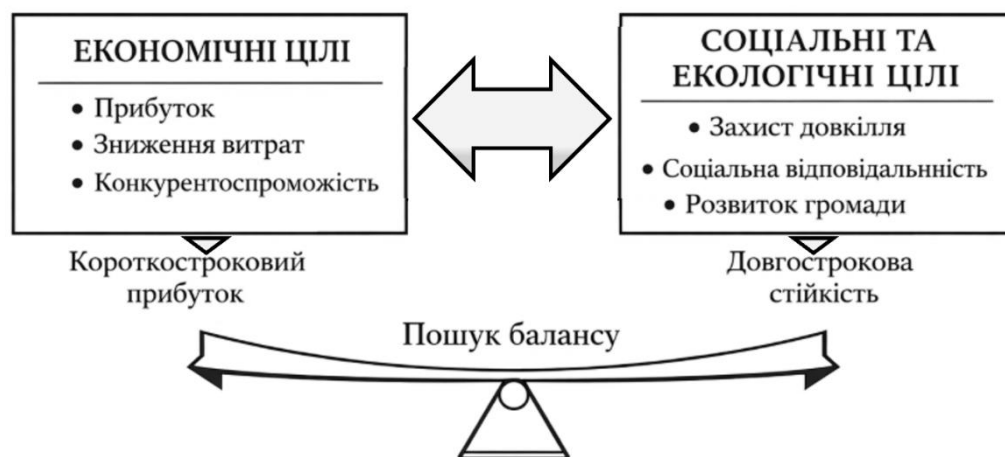 ЕКОНОМІЧНІ ЦІЛІ
• Прибуток
• Зниження витрат
• Конкурентоспроможість
Короткостроковий
прибуток
СОЦІАЛЬНІ ТА
ЕКОЛОГІЧНІ ЦІЛІ
• Захист довкілля
• Соціальна відповідальнність
• Розвиток громади
Довгострокова
стійкість
Пошук балансу